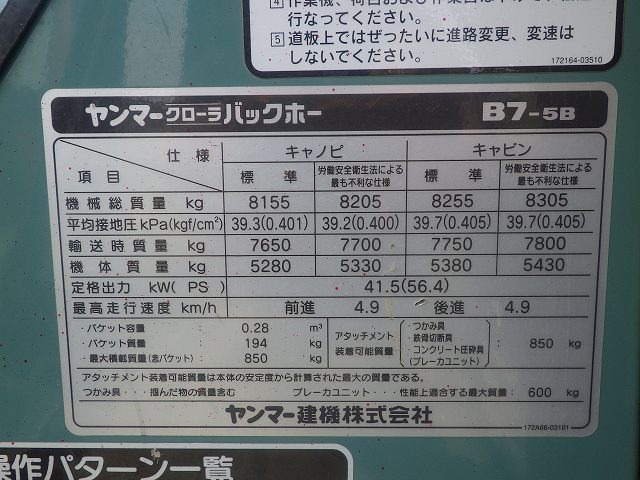 4 作業機、荷台および作業台は
行なってください。
5 道板上ではぜったいに進路変更、変速は
しないでください。
172164-03510
ヤンマークローラバックホー B7-5B
仕様 キャノピ キャビン
項目 標準 労働安全衛生法による最も不利な仕様 標準 労働安全衛生法による最も不利な仕様
機械総質量 kg 8155 8205 8255 8305
平均接地圧 kPa(kgf/cm²) 39.3(0.401) 39.2(0.400) 39.7(0.405) 39.7(0.405)
輸送時質量 kg 7650 7700 7750 7800
機体質量 kg 5280 5330 5380 5430
定格出力 kW( PS) 41.5(56.4)
最高走行速度 km/h 前進 4.9 後進 4.9
・バケット容量 : 0.28 m³
・バケット質量 : 194 kg
・最大積載質量(含バケット) : 850 kg
アタッチメント装着可能質量 (・つかみ具 ・鉄骨切断具 ・コンクリート圧砕具 (ブレーカユニット)) : 850 kg
アタッチメント装着可能質量は本体の安定度から計算された最大の質量である。
つかみ具・・・掴んだ物の質量含む ブレーカユニット・・・性能上適合する最大質量 : 600 kg
ヤンマー建機株式会社
172A66-03101
操作パターン一覧